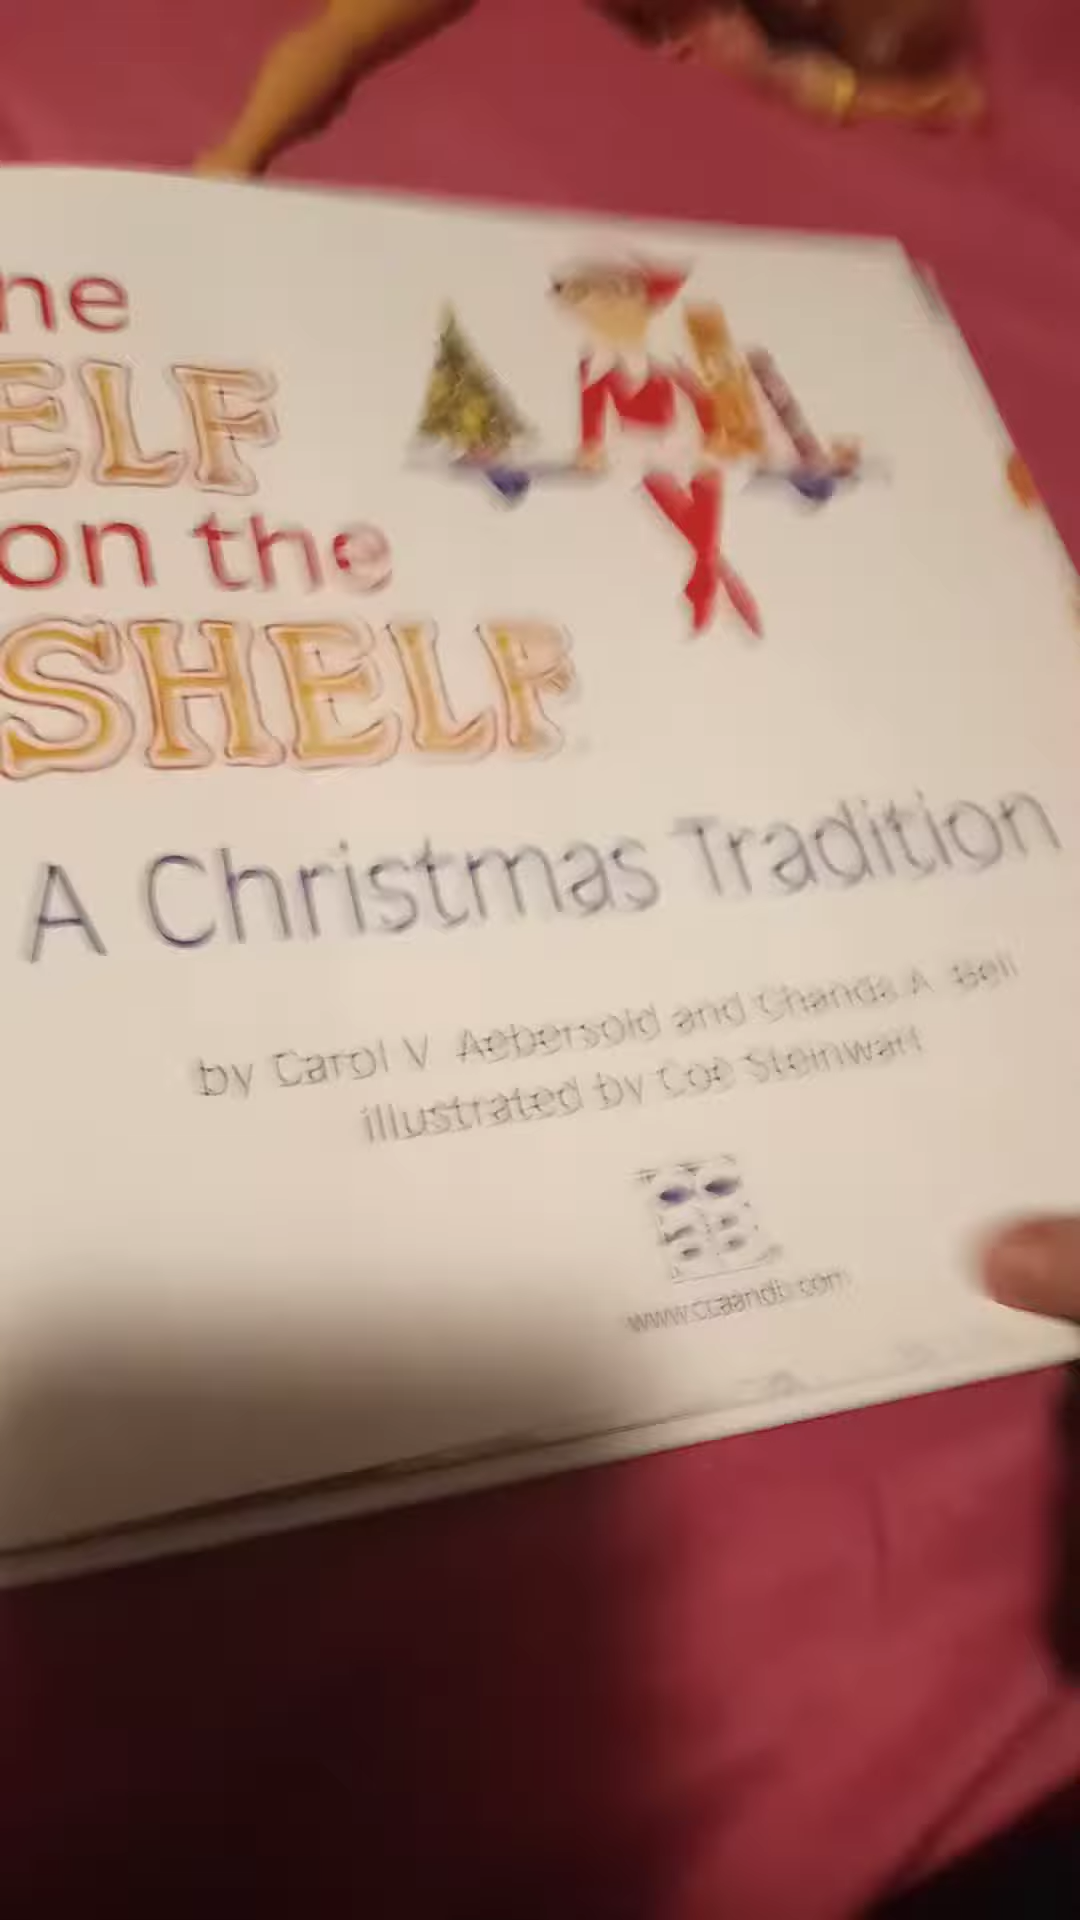 he
ELF
on the
SHELF
A Christmas Tradition
by Carol V. Aebersold and Chanda A. Bell
illustrated by Coë Steinwart
www.ccaandb.com